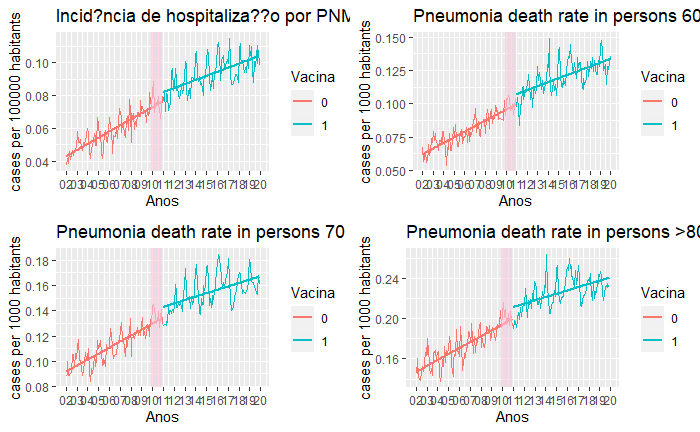 Incid?ncia de hospitaliza??o por PNM
cases per 100000 habitants
0.10
0.08
0.06
0.04
02 03 04 05 06 07 08 09 10 11 12 13 14 15 16 17 18 19 20
Anos
Vacina
0
1
Pneumonia death rate in persons 60
cases per 1000 habitants
0.150
0.125
0.100
0.075
0.050
02 03 04 05 06 07 08 09 10 11 12 13 14 15 16 17 18 19 20
Anos
Vacina
0
1
Pneumonia death rate in persons 70
cases per 1000 habitants
0.18
0.16
0.14
0.12
0.10
0.08
02 03 04 05 06 07 08 09 10 11 12 13 14 15 16 17 18 19 20
Anos
Vacina
0
1
Pneumonia death rate in persons >80
cases per 1000 habitants
0.24
0.20
0.16
02 03 04 05 06 07 08 09 10 11 12 13 14 15 16 17 18 19 20
Anos
Vacina
0
1